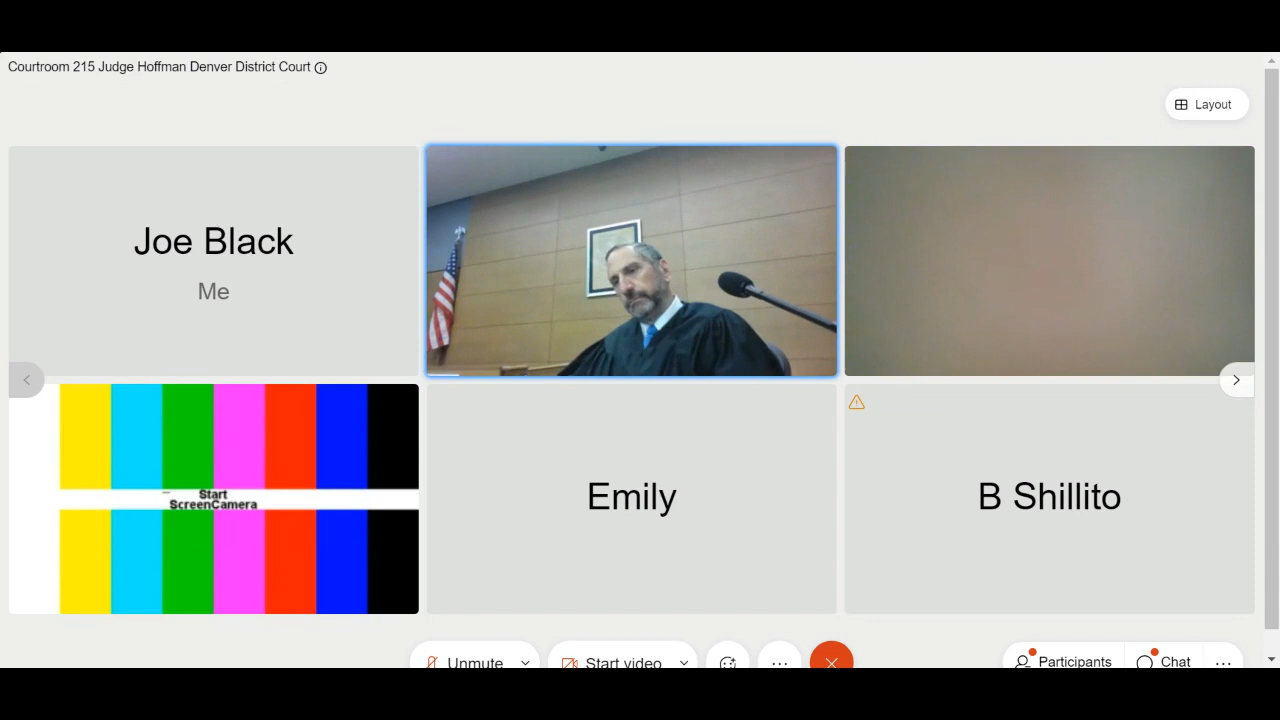 Courtroom 215 Judge Hoffman Denver District Court
Layout
Joe Black
Me
Start
ScreenCamera
Emily
B Shillito
Unmute
Start video
Participants
Chat